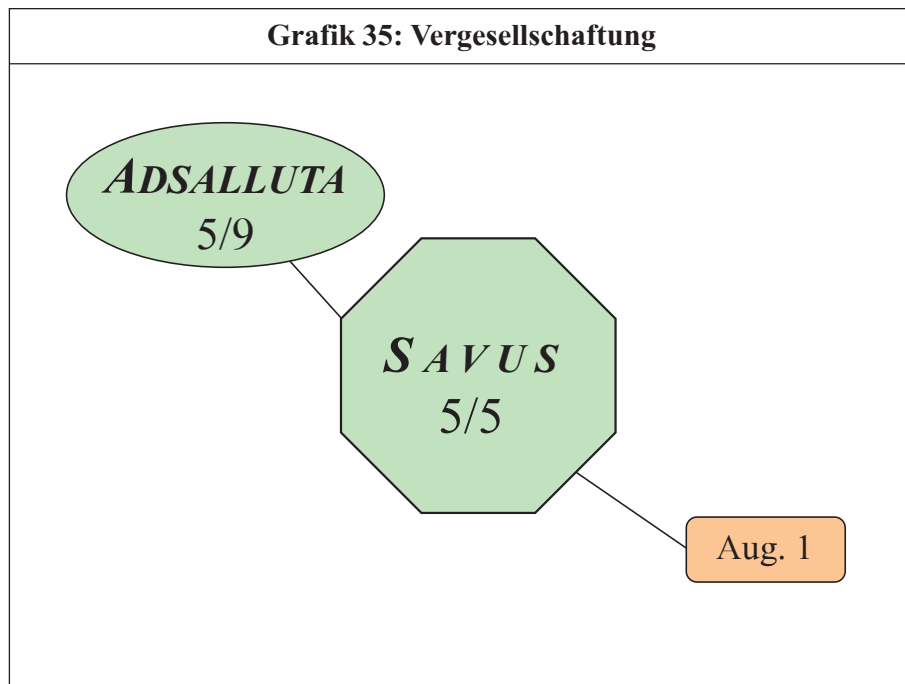 Grafik 35: Vergesellschaftung
ADSALLUTA
5/9
SAVUS
5/5
Aug. 1